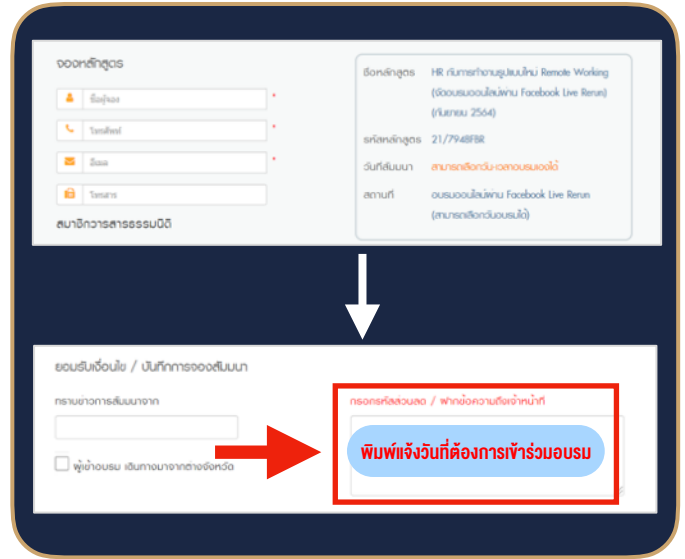 จองหลักสูตร
ชื่อผู้จอง *
โทรศัพท์ *
อีเมล *
โทรสาร
สมาชิกวารสารธรรมนิติ
ชื่อหลักสูตร HR กับการทำงานรูปแบบใหม่ Remote Working
(จัดอบรมออนไลน์ผ่าน Facebook Live Rerun)
(กันยายน 2564)
รหัสหลักสูตร 21/7948FBR
วันที่สัมมนา สามารถเลือกวัน-เวลาอบรมเองได้
สถานที่ อบรมออนไลน์ผ่าน Facebook Live Rerun
(สามารถเลือกวันอบรมได้)
ยอมรับเงื่อนไข / บันทึกการจองสัมมนา
ทราบข่าวการสัมมนาจาก
ผู้เข้าอบรม เดินทางมาจากต่างจังหวัด
กรอกรหัสส่วนลด / ฝากข้อความถึงเจ้าหน้าที่
พิมพ์แจ้งวันที่ต้องการเข้าร่วมอบรม